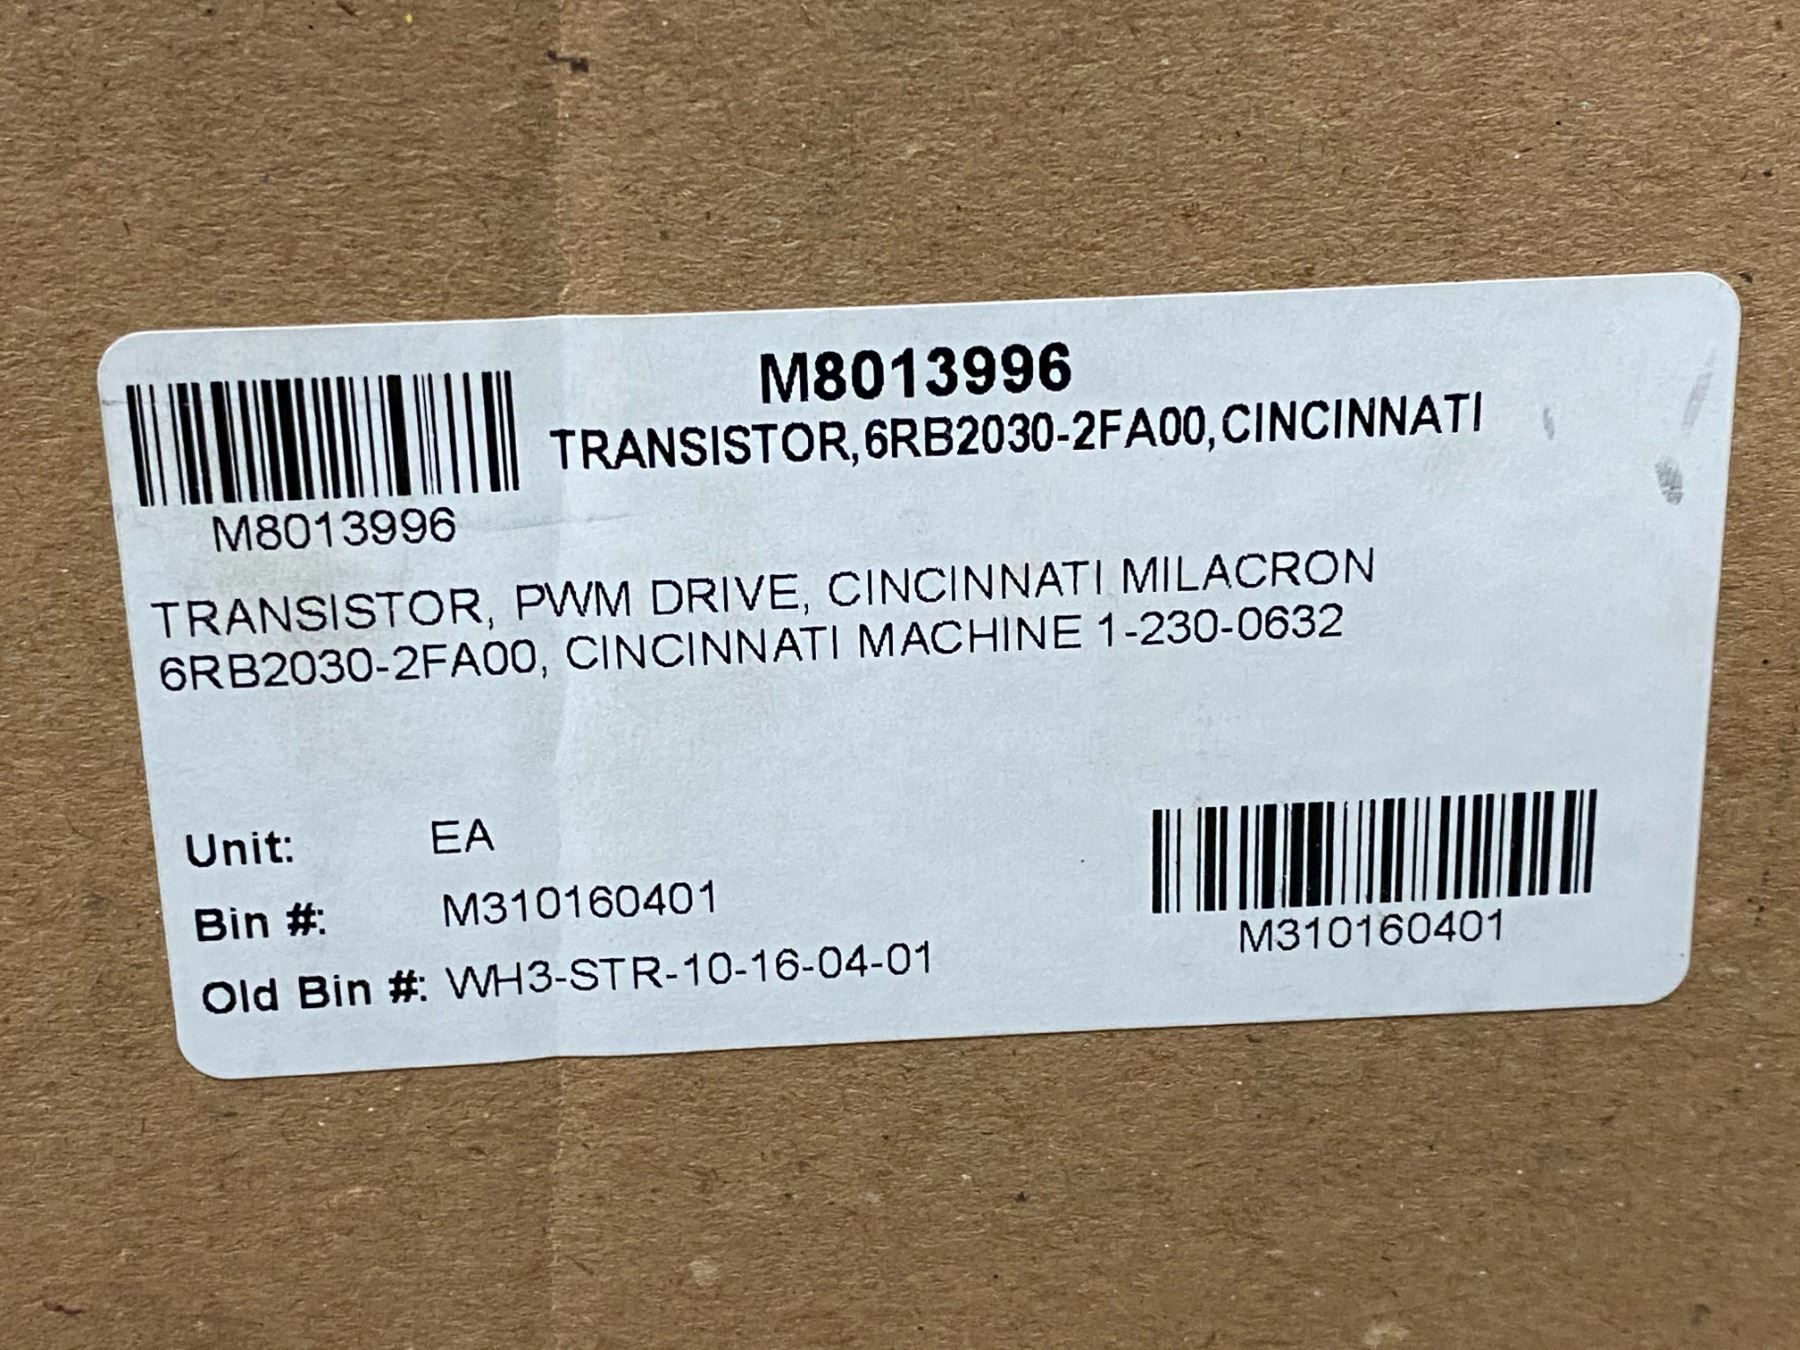 M8013996
TRANSISTOR,6RB2030-2FA00,CINCINNATI
M8013996
TRANSISTOR, PWM DRIVE, CINCINNATI MILACRON
6RB2030-2FA00, CINCINNATI MACHINE 1-230-0632
Unit: EA
Bin #: M310160401
M310160401
Old Bin #: WH3-STR-10-16-04-01